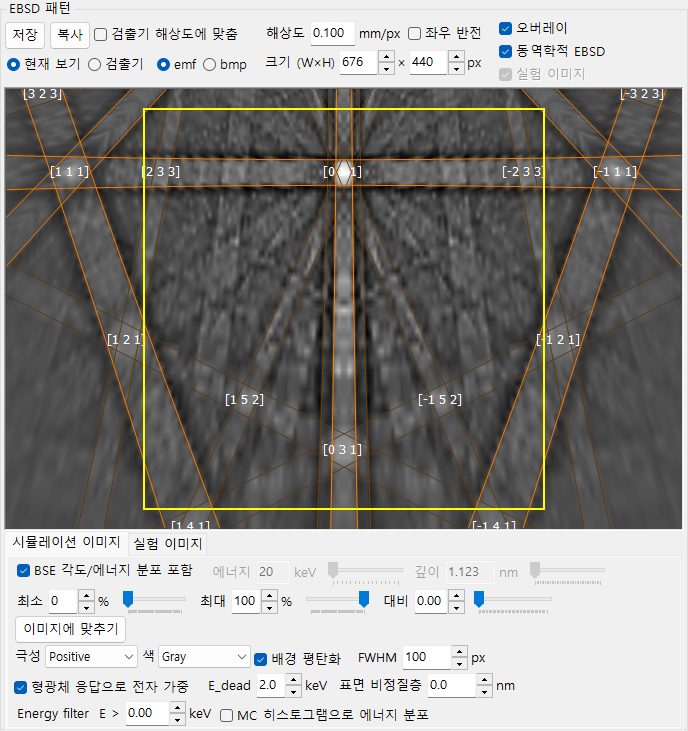 EBSD 패턴
저장 복사 검출기 해상도에 맞춤 해상도 0.100 mm/px 좌우 반전 오버레이
현재 보기 검출기 emf bmp 크기 (W×H) 676 × 440 px 동역학적 EBSD
실험 이미지
[3 2 3] [-3 2 3]
[1 1 1] [2 3 3] [0 1] [-2 3 3] [-1 1 1]
[1 2 1] [-1 2 1]
[1 5 2] [-1 5 2]
[0 3 1]
[1 4 1] [-1 4 1]
시뮬레이션 이미지 실험 이미지
BSE 각도/에너지 분포 포함 에너지 20 keV 깊이 1.123 nm
최소 0 % 최대 100 % 대비 0.00
이미지에 맞추기
극성 Positive 색 Gray 배경 평탄화 FWHM 100 px
형광체 응답으로 전자 가중 E_dead 2.0 keV 표면 비정질층 0.0 nm
Energy filter E > 0.00 keV MC 히스토그램으로 에너지 분포